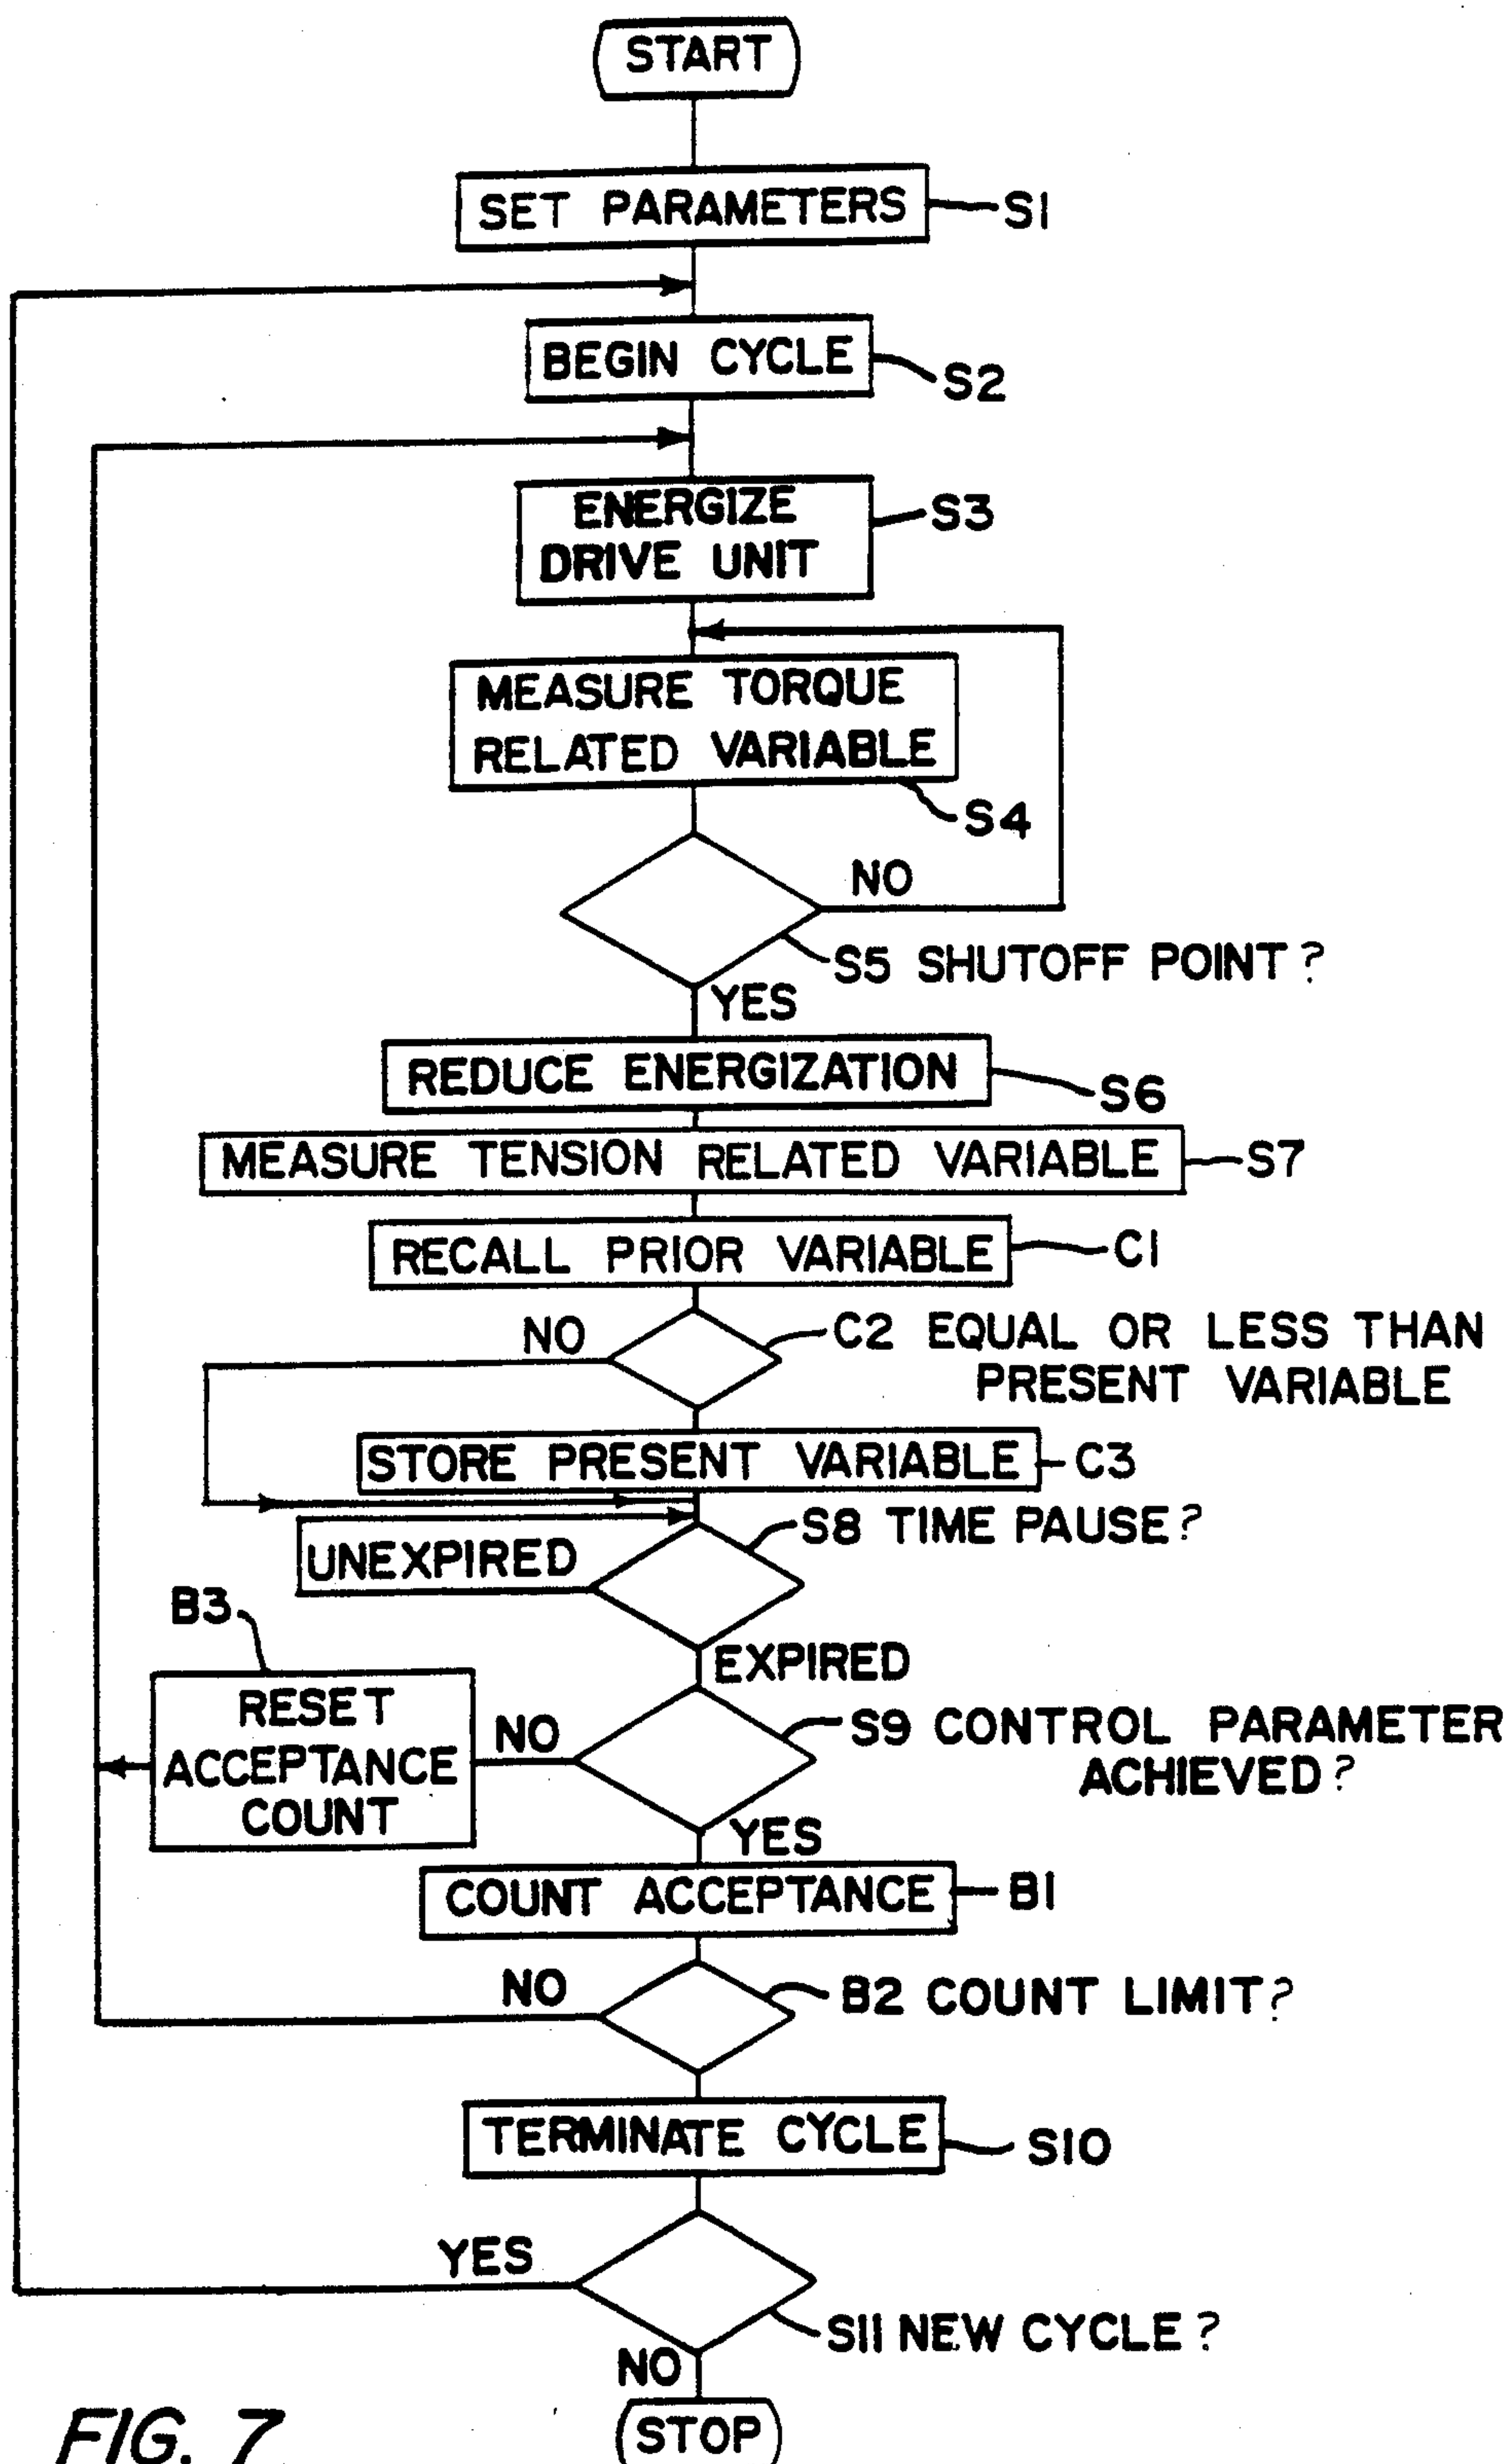 START
SET PARAMETERS
S1
BEGIN CYCLE
S2
ENERGIZE
DRIVE UNIT
S3
MEASURE TORQUE
RELATED VARIABLE
S4
NO
S5 SHUTOFF POINT?
YES
REDUCE ENERGIZATION
S6
MEASURE TENSION RELATED VARIABLE
S7
RECALL PRIOR VARIABLE
C1
NO
C2 EQUAL OR LESS THAN
PRESENT VARIABLE
STORE PRESENT VARIABLE
C3
S8 TIME PAUSE?
UNEXPIRED
B3
EXPIRED
RESET
ACCEPTANCE
COUNT
NO
S9 CONTROL PARAMETER
ACHIEVED?
YES
COUNT ACCEPTANCE
B1
NO
B2 COUNT LIMIT?
TERMINATE CYCLE
S10
YES
S11 NEW CYCLE?
NO
STOP
FIG. 7